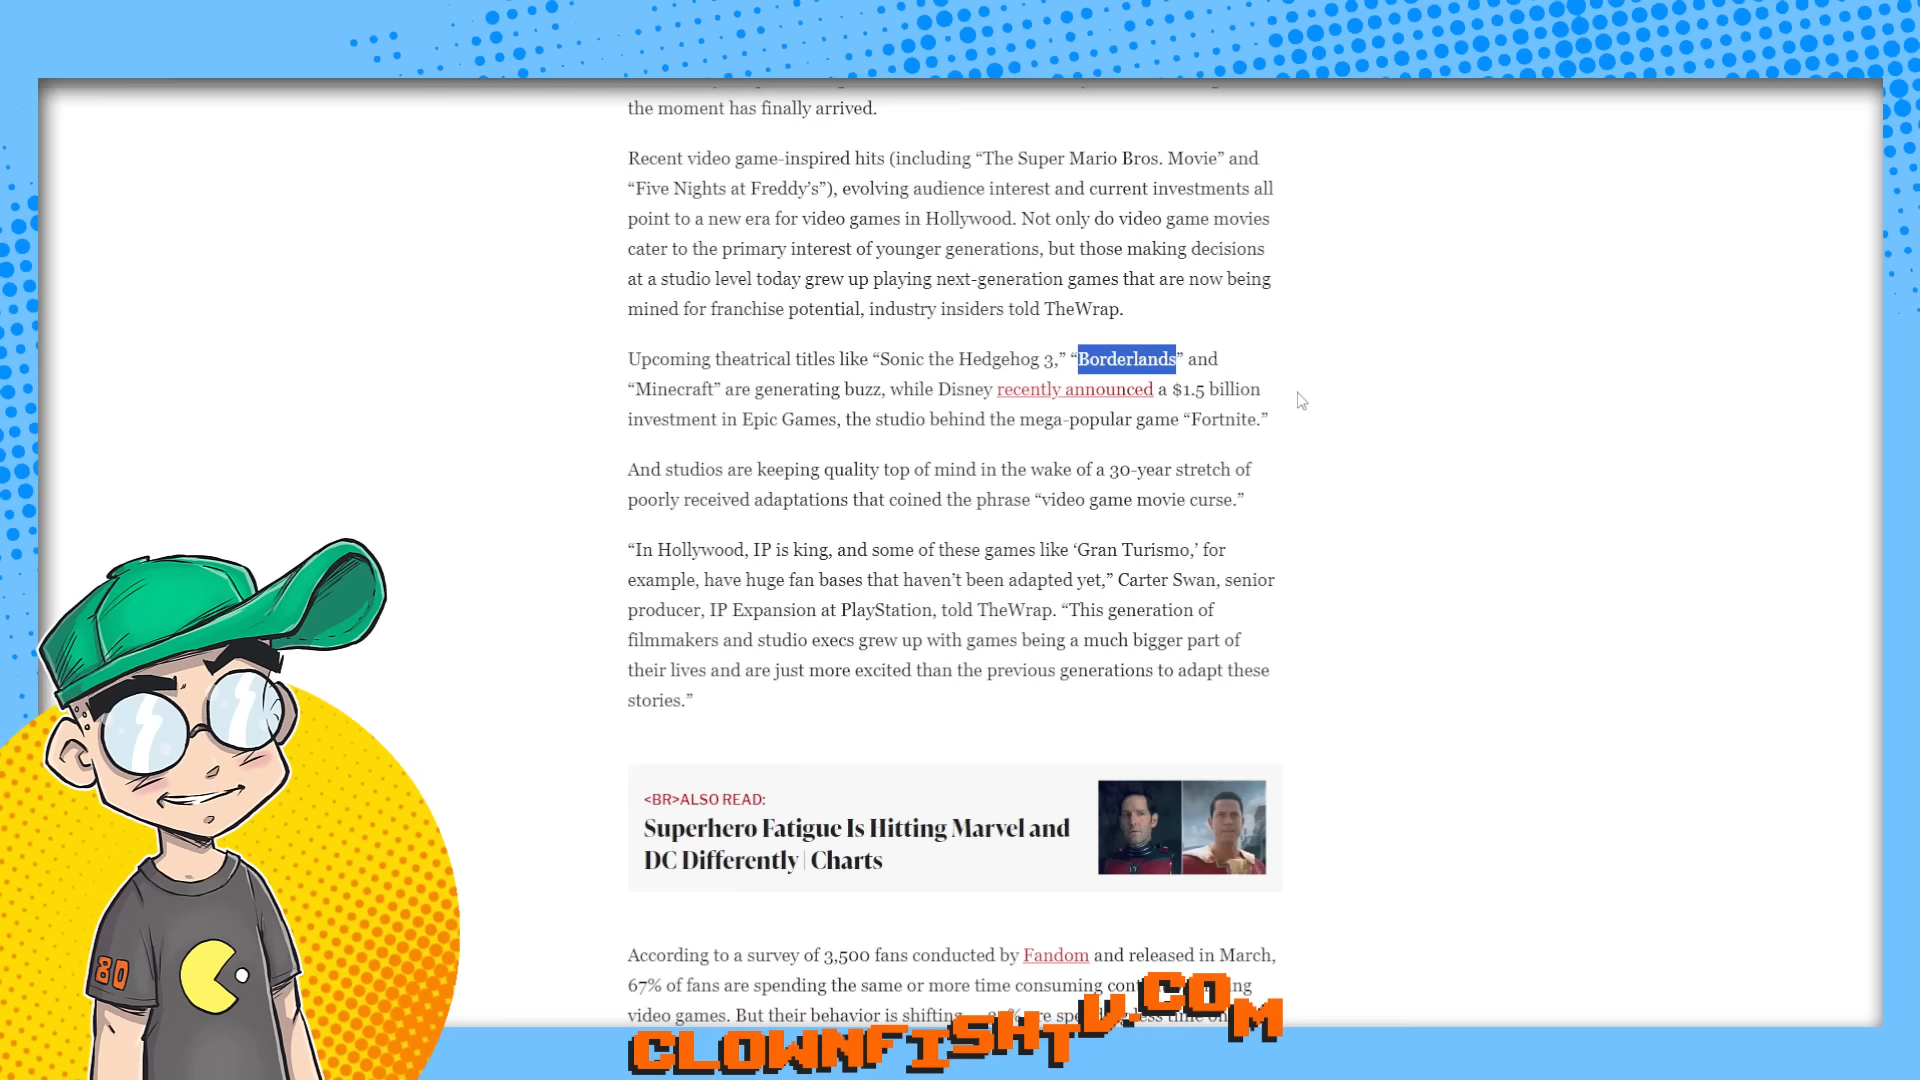 the moment has finally arrived.
Recent video game-inspired hits (including “The Super Mario Bros. Movie” and
“Five Nights at Freddy’s”), evolving audience interest and current investments all
point to a new era for video games in Hollywood. Not only do video game movies
cater to the primary interest of younger generations, but those making decisions
at a studio level today grew up playing next-generation games that are now being
mined for franchise potential, industry insiders told TheWrap.
Upcoming theatrical titles like “Sonic the Hedgehog 3,” “Borderlands” and
“Minecraft” are generating buzz, while Disney recently announced a $1.5 billion
investment in Epic Games, the studio behind the mega-popular game “Fortnite.”
And studios are keeping quality top of mind in the wake of a 30-year stretch of
poorly received adaptations that coined the phrase “video game movie curse.”
“In Hollywood, IP is king, and some of these games like ‘Gran Turismo,’ for
example, have huge fan bases that haven’t been adapted yet,” Carter Swan, senior
producer, IP Expansion at PlayStation, told TheWrap. “This generation of
filmmakers and studio execs grew up with games being a much bigger part of
their lives and are just more excited than the previous generations to adapt these
stories.”
<BR>ALSO READ:
Superhero Fatigue Is Hitting Marvel and
DC Differently | Charts
According to a survey of 3,500 fans conducted by Fandom and released in March,
67% of fans are spending the same or more time consuming
video games. But their behavior is shifting
80
CLOWNFISHTV.COM